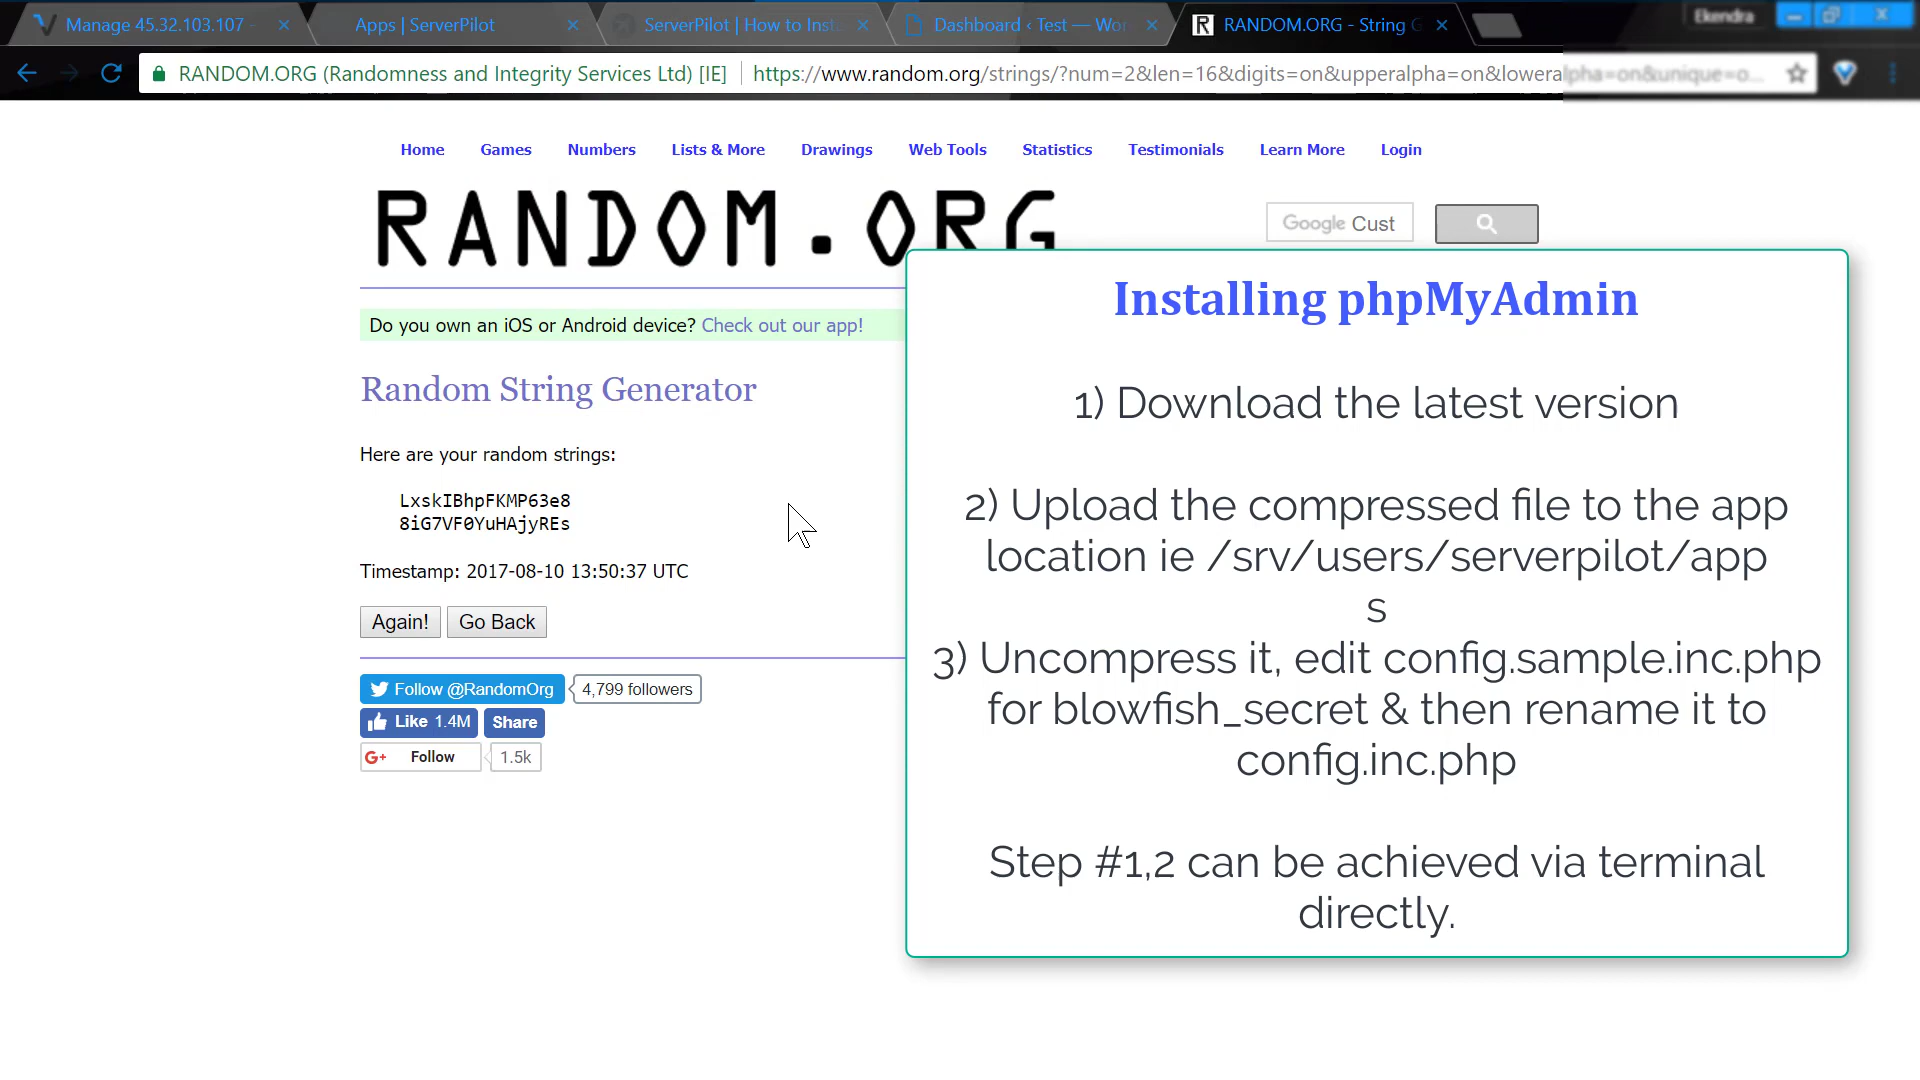 Manage 45.32.103.107 -
Apps | ServerPilot
ServerPilot | How to Insta
Dashboard ‹ Test — Wor
RANDOM.ORG - String G
Ekendra
RANDOM.ORG (Randomness and Integrity Services Ltd) [IE]
https://www.random.org/strings/?num=2&len=16&digits=on&upperalpha=on&loweralpha=on&unique=o...
Home Games Numbers Lists & More Drawings Web Tools Statistics Testimonials Learn More Login
RANDOM.ORG
Google Cust
Do you own an iOS or Android device? Check out our app!
Random String Generator
Here are your random strings:
LxskIBhpFKMP63e8
8iG7VF0YuHAjyREs
Timestamp: 2017-08-10 13:50:37 UTC
Again! Go Back
Follow @RandomOrg 4,799 followers
Like 1.4M Share
G+ Follow 1.5k
Installing phpMyAdmin
1) Download the latest version
2) Upload the compressed file to the app
location ie /srv/users/serverpilot/app
s
3) Uncompress it, edit config.sample.inc.php
for blowfish_secret & then rename it to
config.inc.php
Step #1,2 can be achieved via terminal
directly.